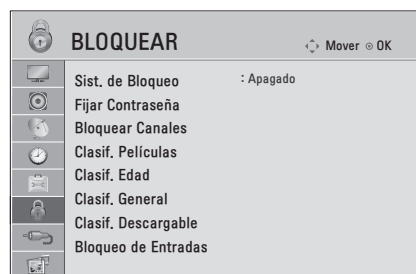 BLOQUEAR
Mover OK
Sist. de Bloqueo : Apagado
Fijar Contraseña
Bloquear Canales
Clasif. Películas
Clasif. Edad
Clasif. General
Clasif. Descargable
Bloqueo de Entradas